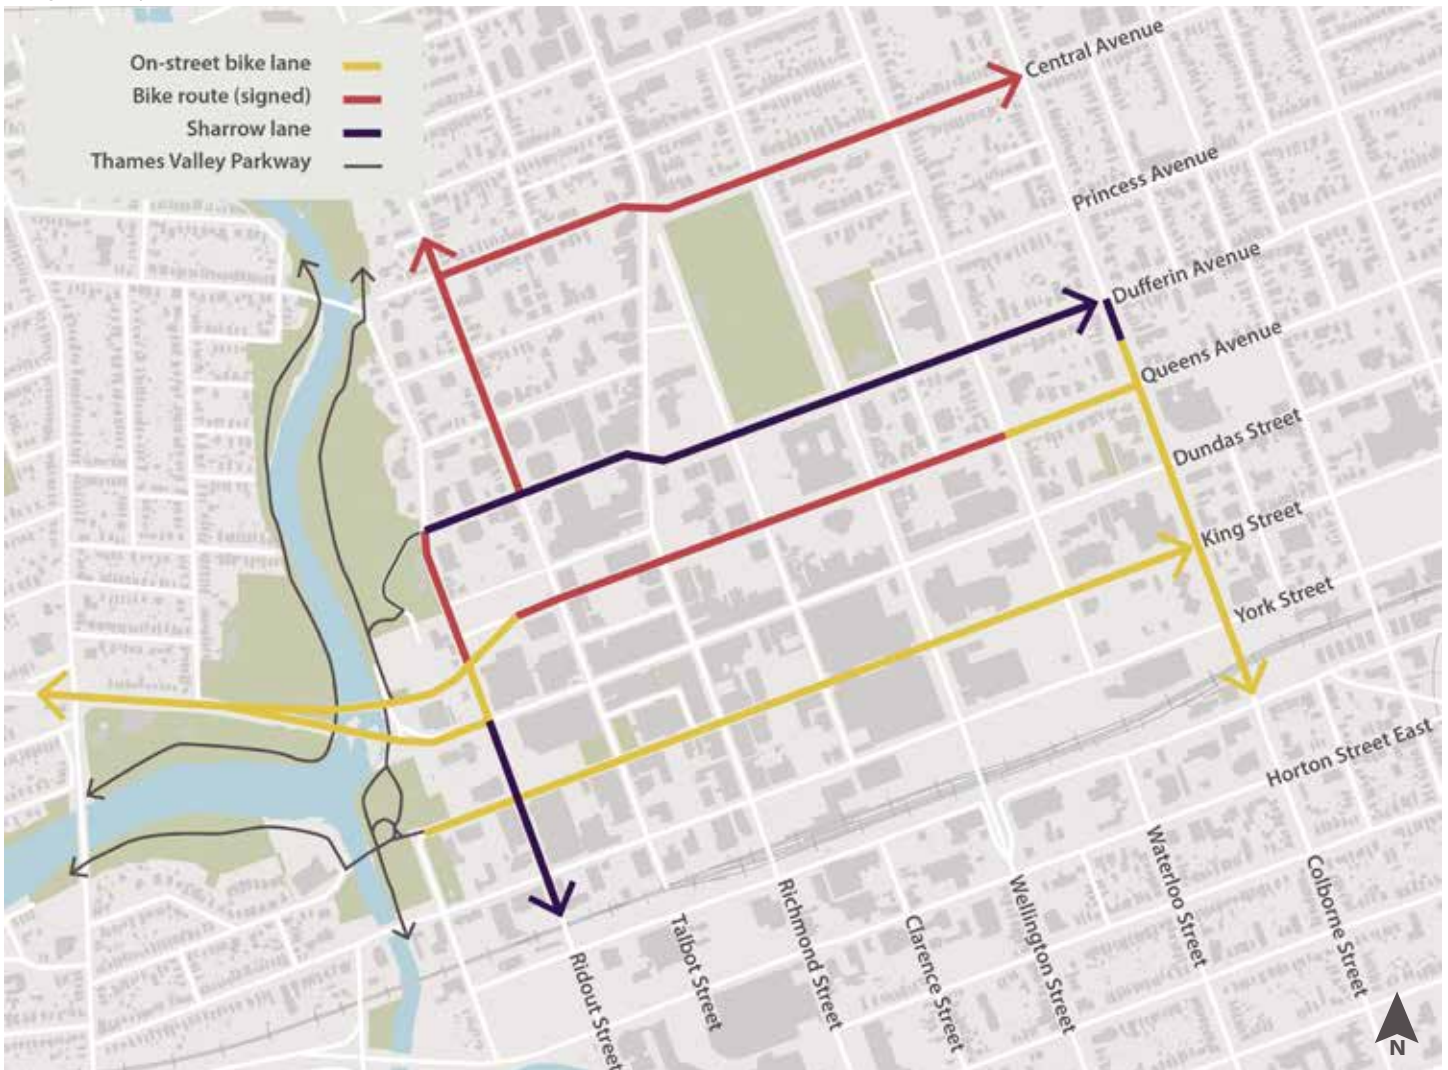 On-street bike lane
Bike route (signed)
Sharrow lane
Thames Valley Parkway
Central Avenue
Princess Avenue
Dufferin Avenue
Queens Avenue
Dundas Street
King Street
York Street
Horton Street East
Ridout Street
Talbot Street
Richmond Street
Clarence Street
Wellington Street
Waterloo Street
Colborne Street
N